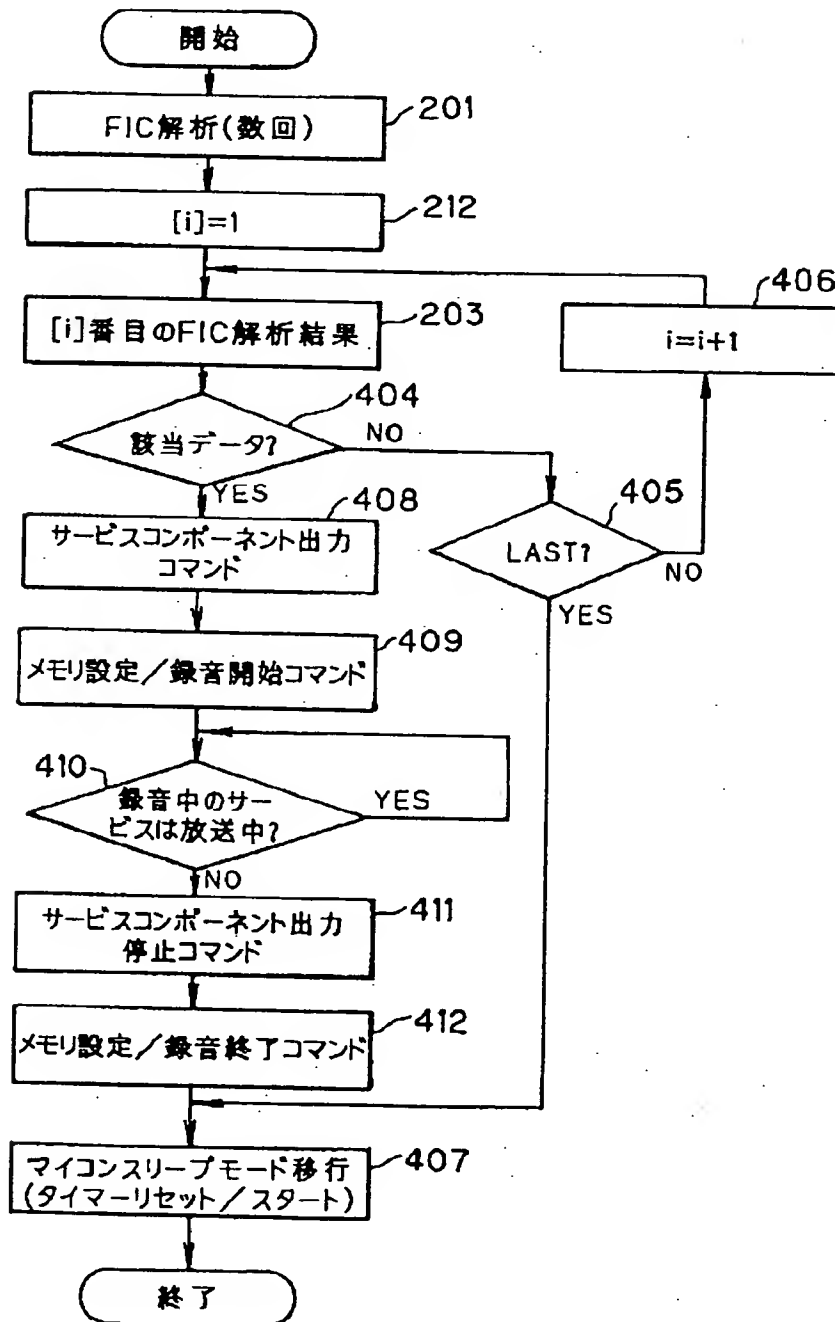 開始
FIC解析(数回)
201
[i]=1
212
406
i=i+1
[i]番目のFIC解析結果
203
404
該当データ?
NO
YES
405
LAST?
NO
YES
408
サービスコンポーネント出力
コマンド
409
メモリ設定/録音開始コマンド
410
録音中のサー
ビスは放送中?
YES
NO
411
サービスコンポーネント出力
停止コマンド
412
メモリ設定/録音終了コマンド
407
マイコンスリープモード移行
(タイマーリセット/スタート)
終了